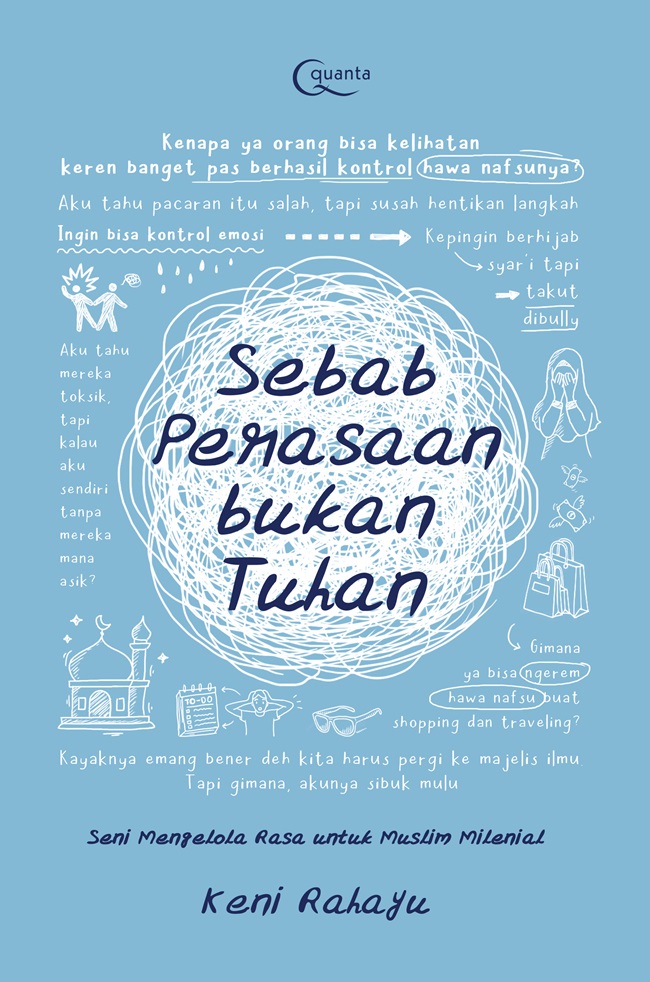 quanta
Kenapa ya orang bisa kelihatan
keren banget pas berhasil kontrol hawa nafsunya?
Aku tahu pacaran itu salah, tapi susah hentikan langkah
Ingin bisa kontrol emosi
Kepingin berhijab
syar'i tapi
takut
dibully
Aku tahu
mereka
toksik,
tapi
kalau
aku
sendiri
tanpa
mereka
mana
asik?
Sebab
Perasaan
bukan
Tuhan
Gimana
ya bisa ngerem
hawa nafsu buat
shopping dan traveling?
TO-DO
Kayaknya emang bener deh kita harus pergi ke majelis ilmu.
Tapi gimana, akunya sibuk mulu
Seni Mengelola Rasa untuk Muslim Milenial
Keni Rahayu